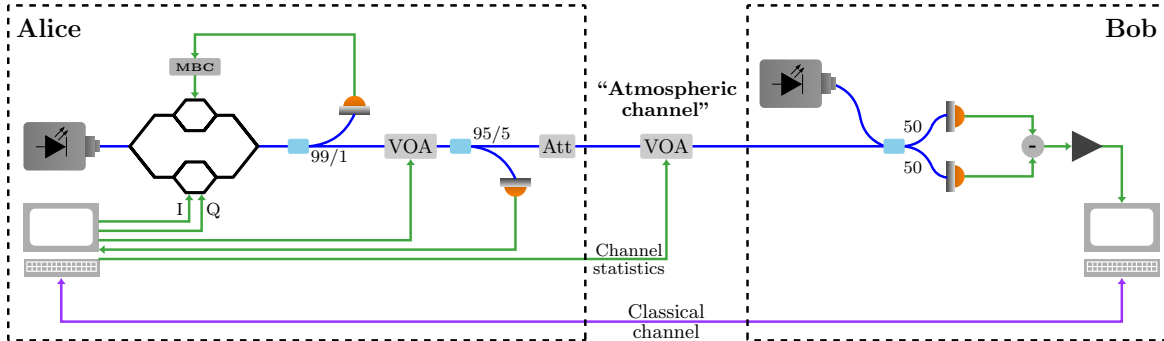 Alice
Bob
MBC
“Atmospheric
channel”
99/1
VOA
95/5
Att
VOA
50
50
-
I
Q
Channel
statistics
Classical
channel